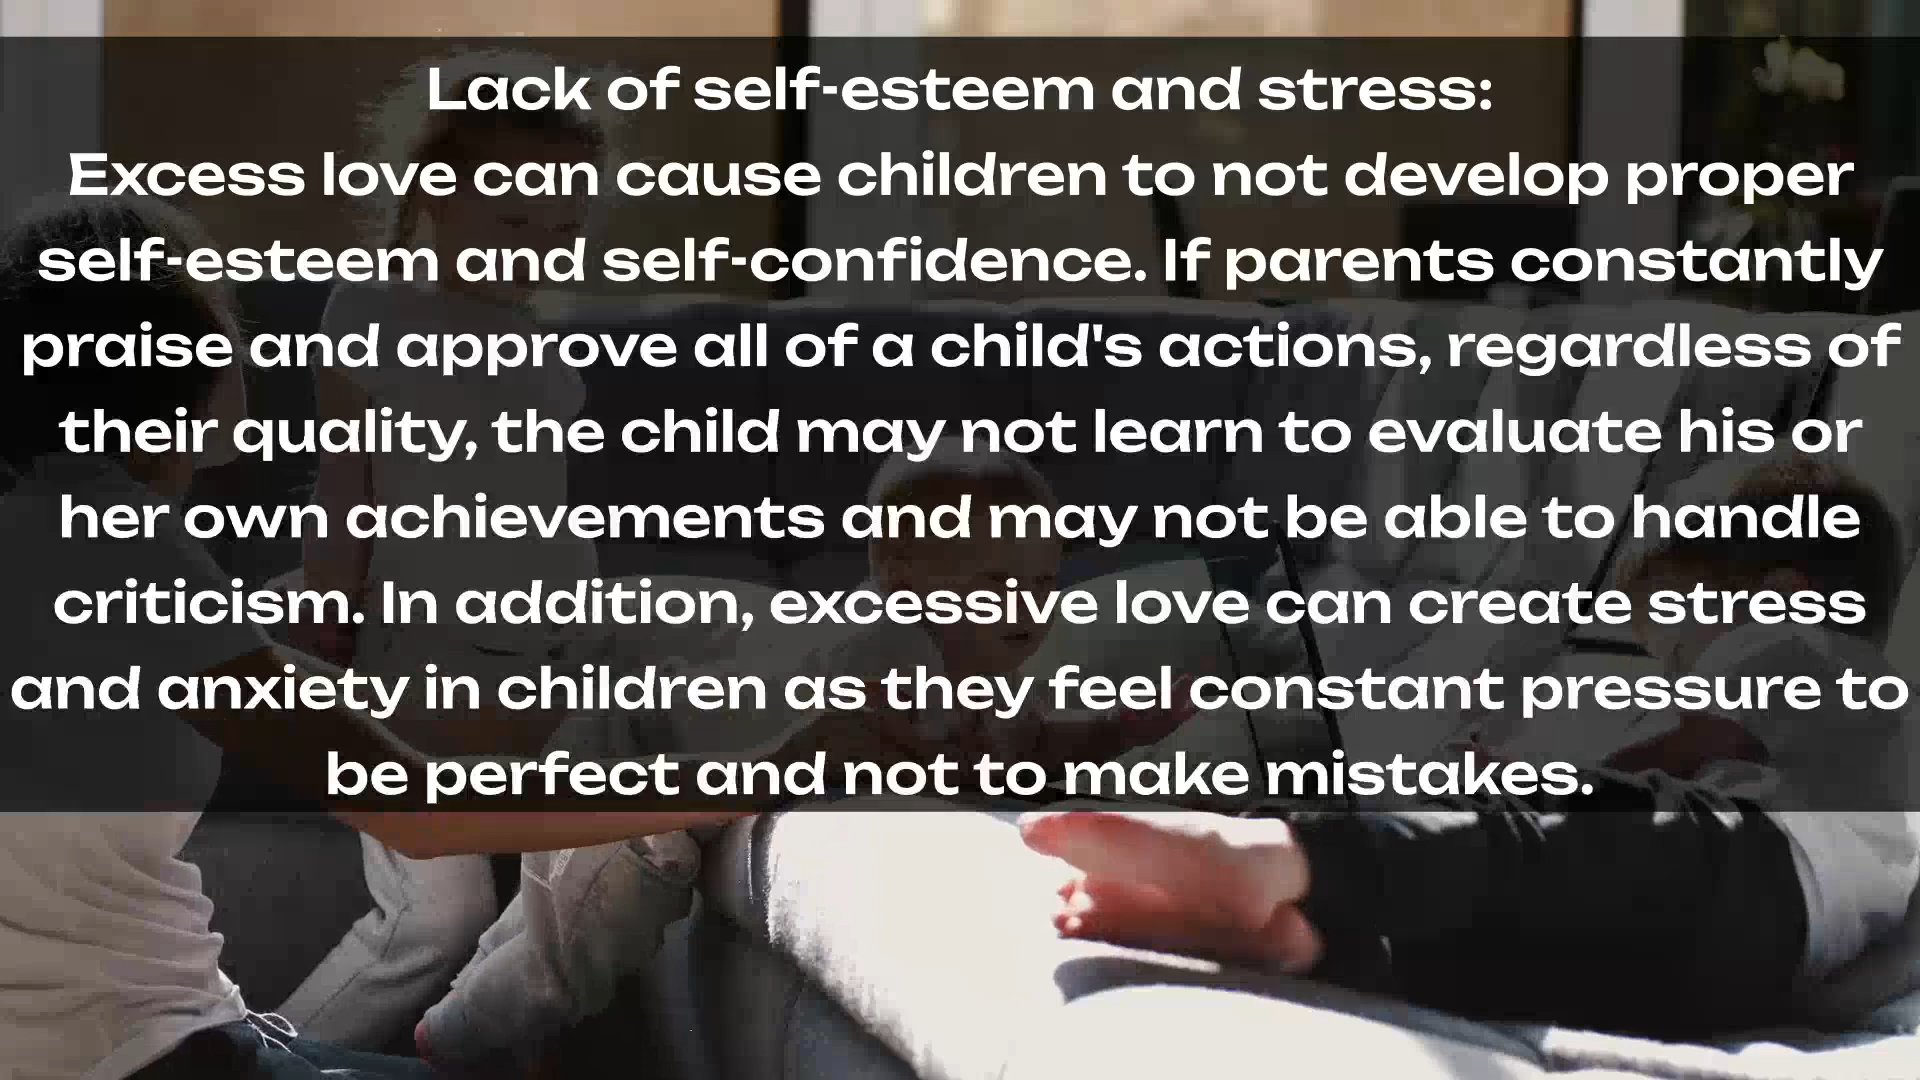 Lack of self-esteem and stress:
Excess love can cause children to not develop proper
self-esteem and self-confidence. If parents constantly
praise and approve all of a child's actions, regardless of
their quality, the child may not learn to evaluate his or
her own achievements and may not be able to handle
criticism. In addition, excessive love can create stress
and anxiety in children as they feel constant pressure to
be perfect and not to make mistakes.